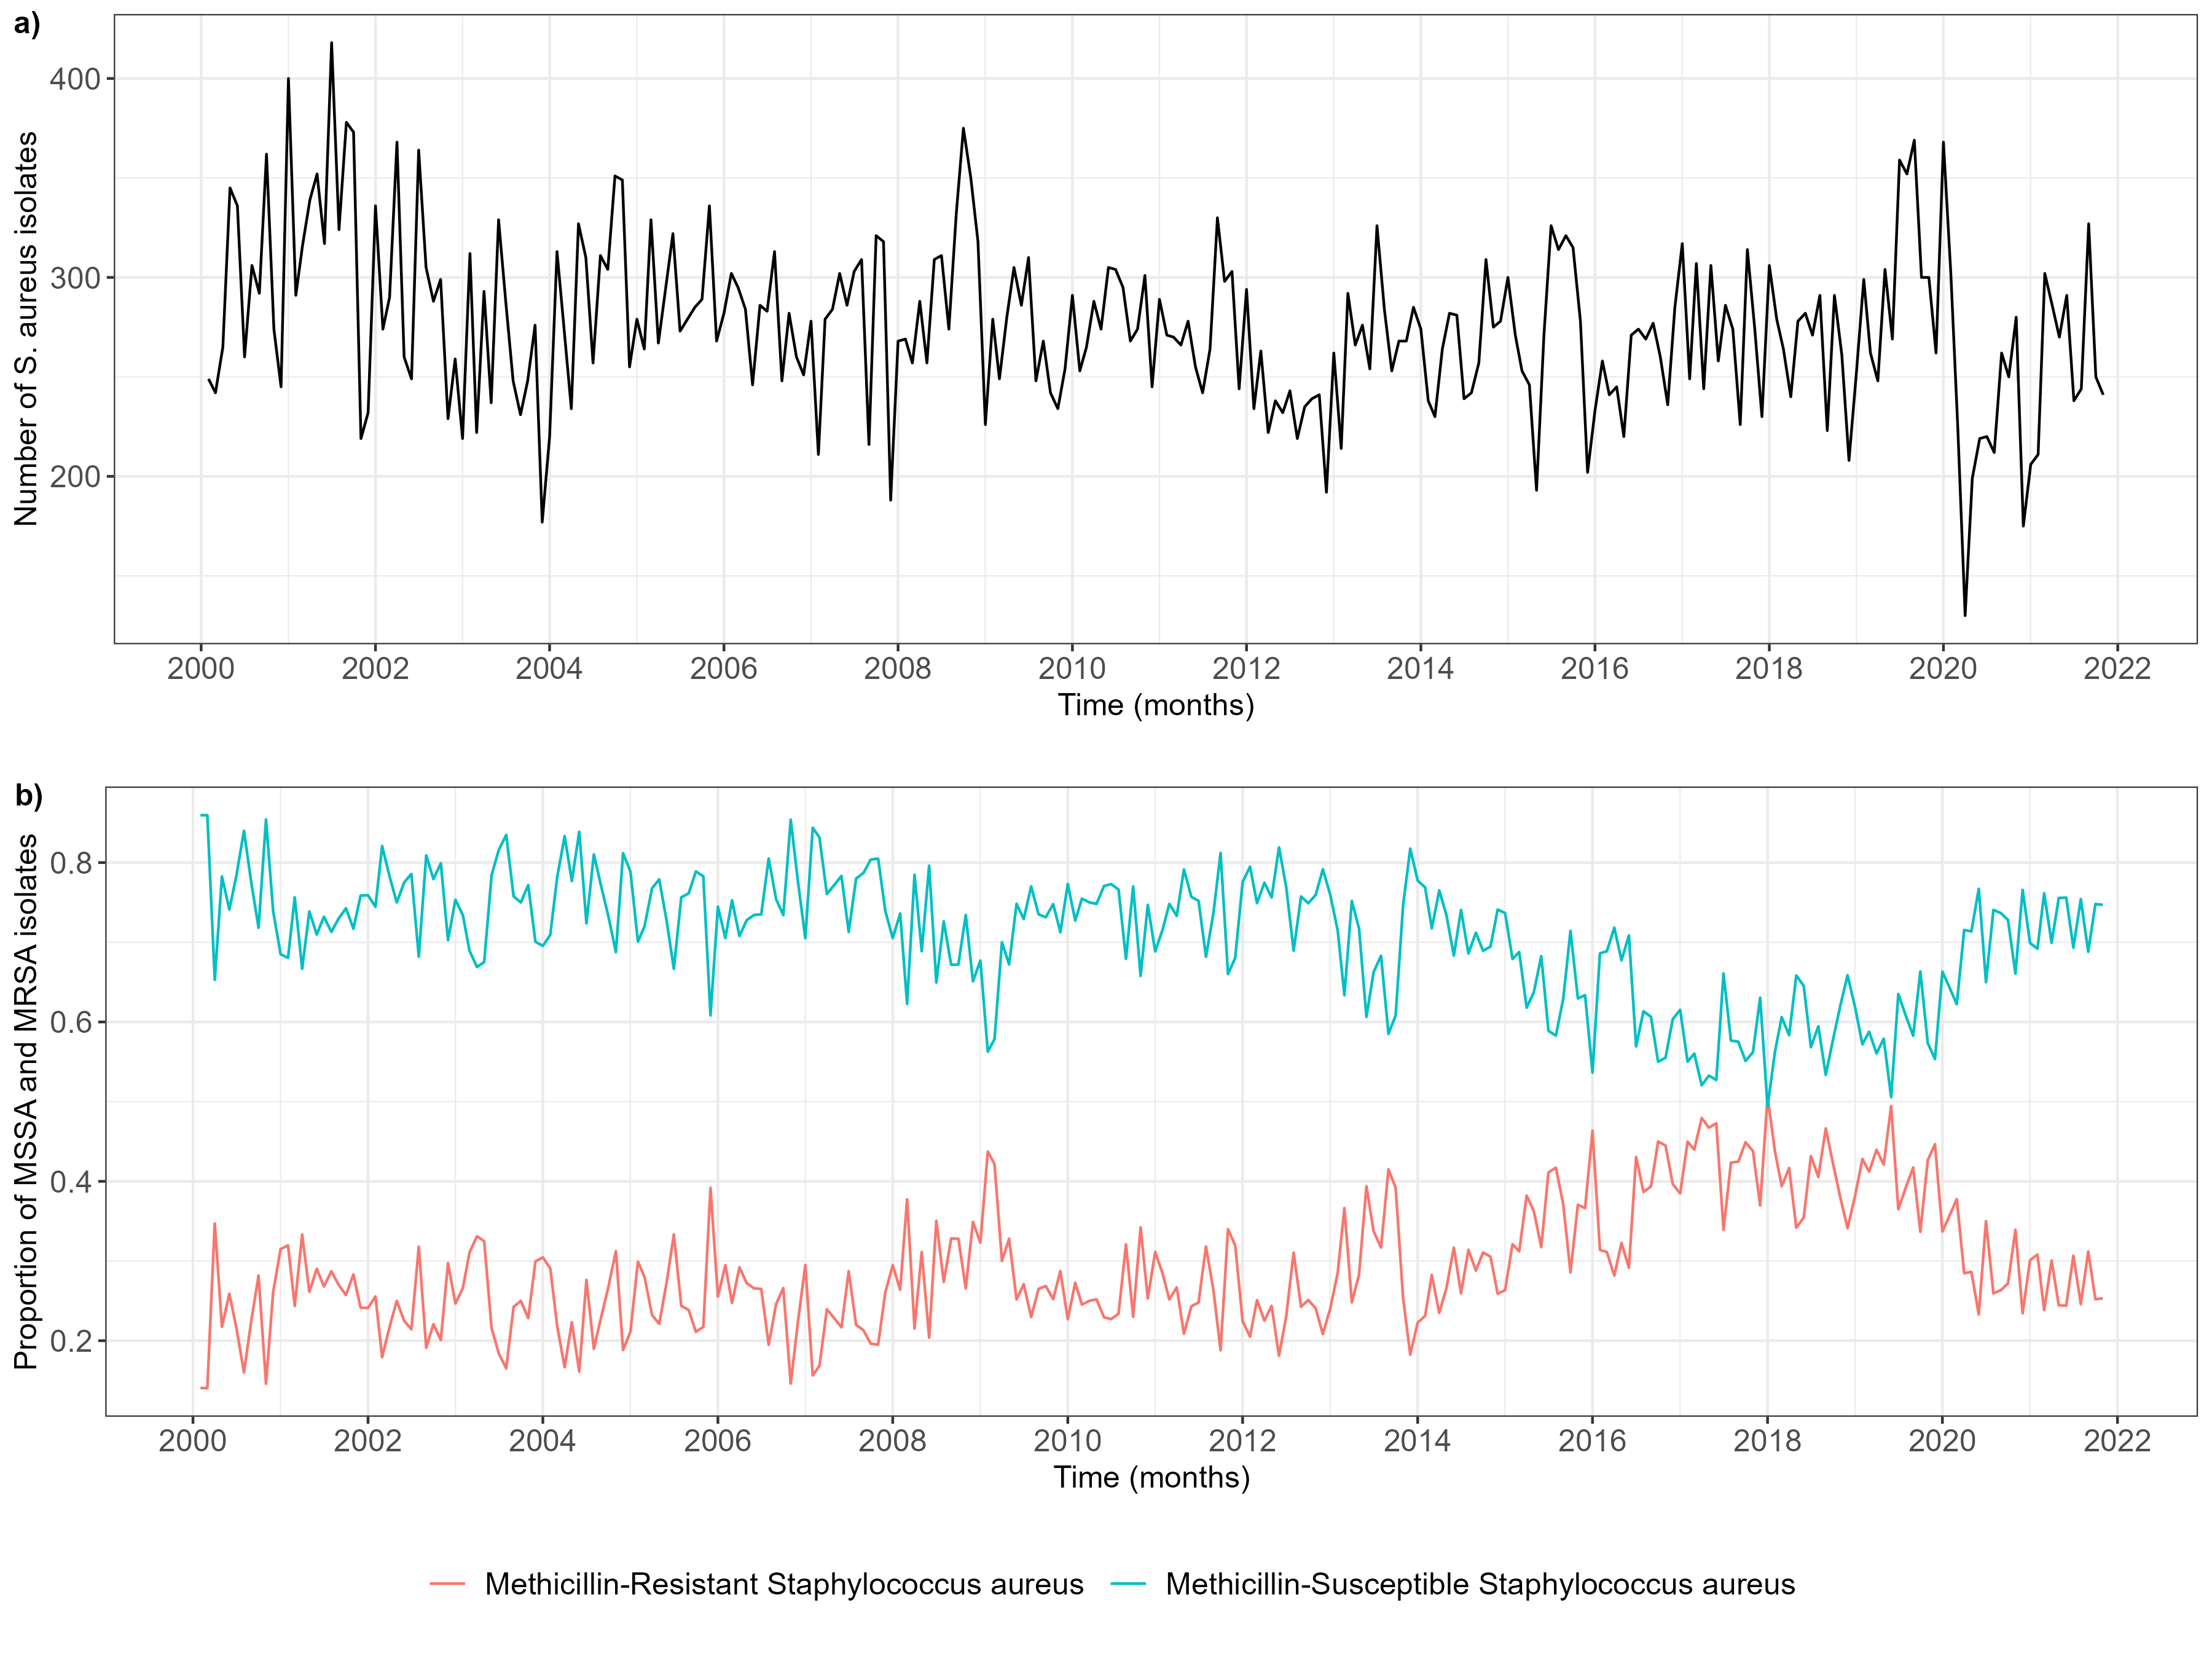 a)
Number of S. aureus isolates
400
300
200
2000 2002 2004 2006 2008 2010 2012 2014 2016 2018 2020 2022
Time (months)
b)
Proportion of MSSA and MRSA isolates
0.8
0.6
0.4
0.2
2000 2002 2004 2006 2008 2010 2012 2014 2016 2018 2020 2022
Time (months)
Methicillin-Resistant Staphylococcus aureus Methicillin-Susceptible Staphylococcus aureus